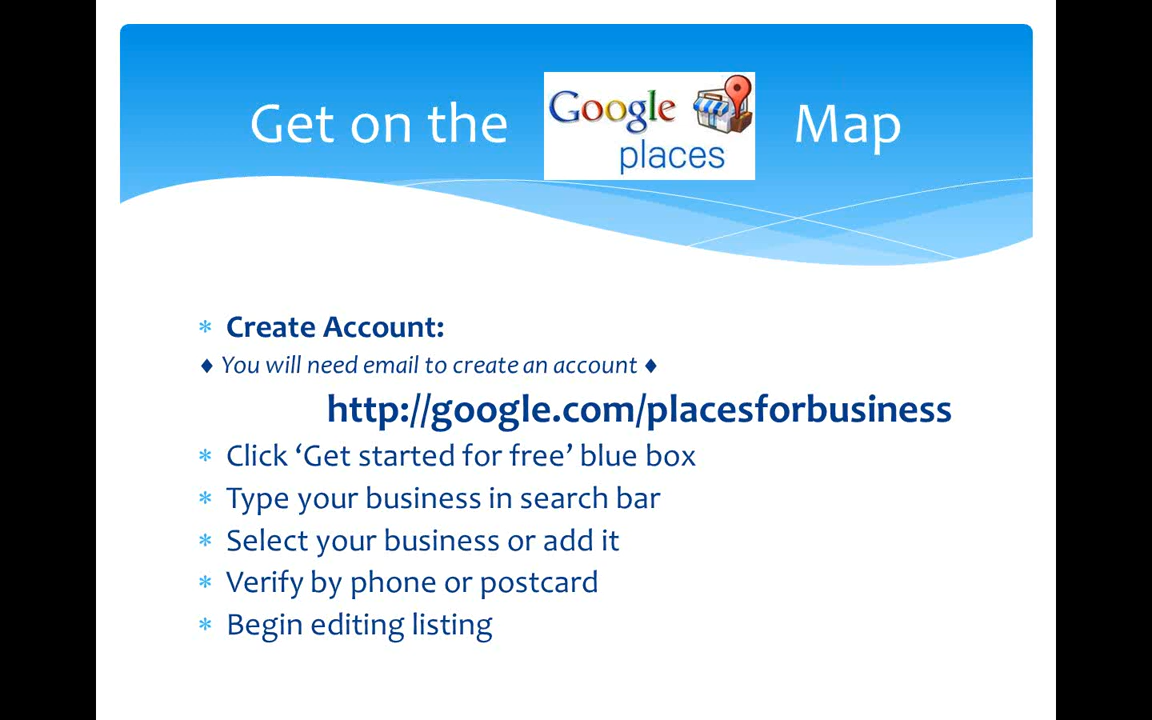 Get on the Google places Map
* Create Account:
♦ You will need email to create an account ♦
http://google.com/placesforbusiness
* Click ‘Get started for free’ blue box
* Type your business in search bar
* Select your business or add it
* Verify by phone or postcard
* Begin editing listing